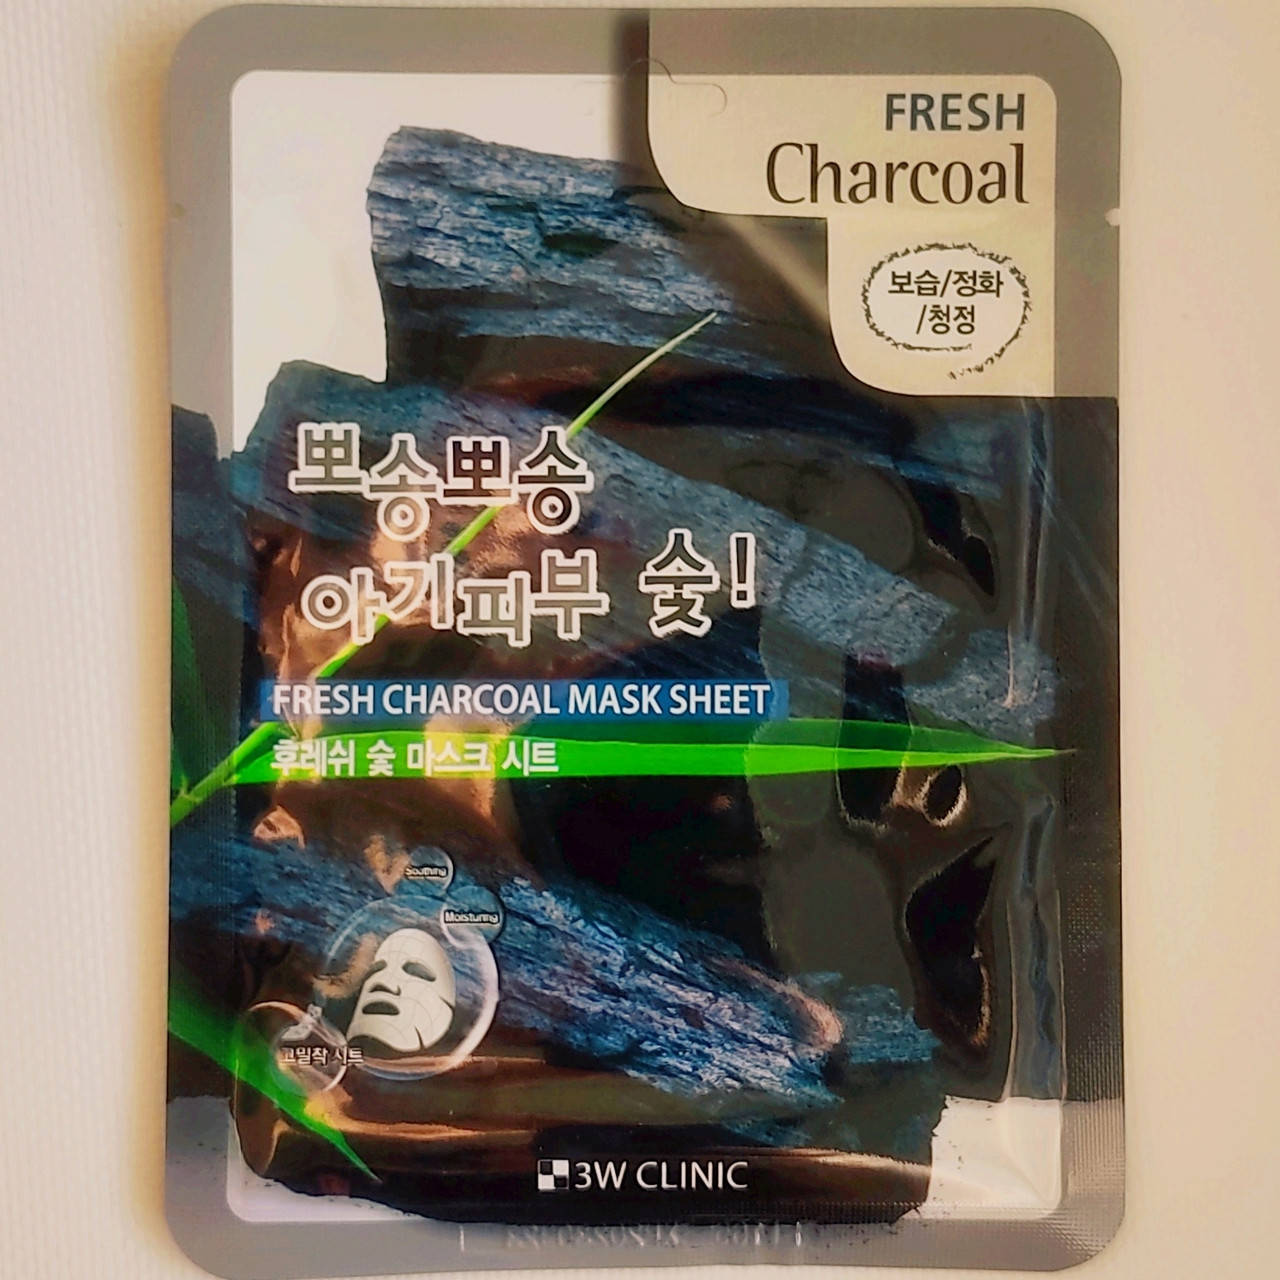 FRESH
Charcoal
보습/정화
/청정
뽀송뽀송
아기피부 숯!
FRESH CHARCOAL MASK SHEET
후레쉬 숯 마스크 시트
Soothing
Moisturing
고밀착 시트
3W CLINIC